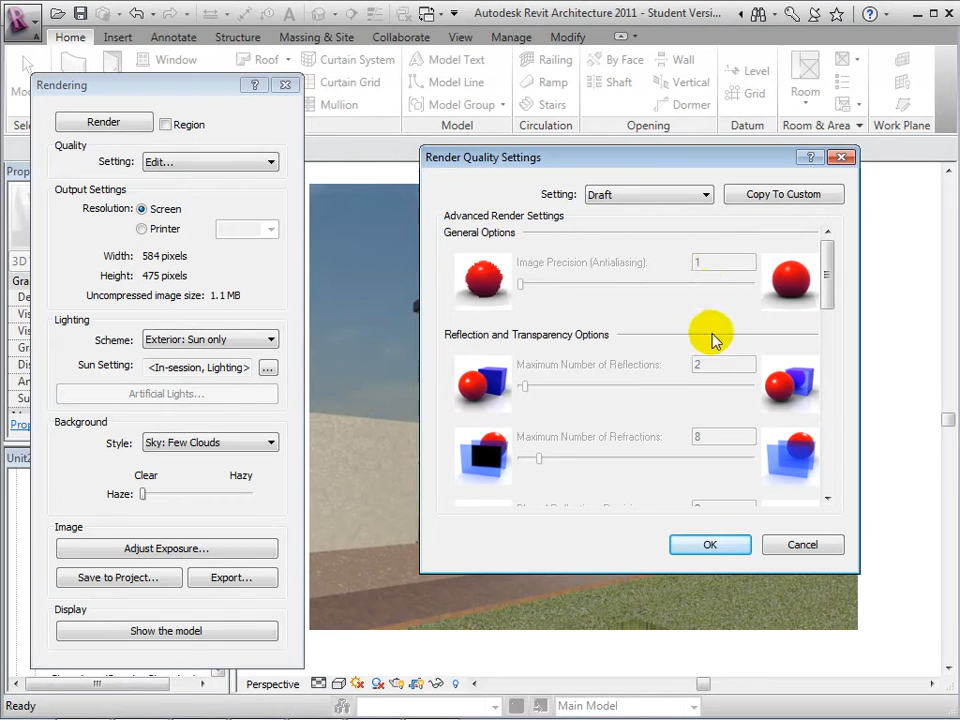 Autodesk Revit Architecture 2011 - Student Versi...
Home Insert Annotate Structure Massing & Site Collaborate View Manage Modify
Window Roof Curtain System Model Text Railing By Face Wall Level
Curtain Grid Model Line Ramp Shaft Vertical Grid Room
Mullion Model Group Stairs Dormer
Model Circulation Opening Datum Room & Area Work Plane
Rendering
Render Region
Quality
Setting: Edit...
Output Settings
Resolution: Screen
Printer
Width: 584 pixels
Height: 475 pixels
Uncompressed image size: 1.1 MB
Lighting
Scheme: Exterior: Sun only
Sun Setting: <In-session, Lighting> ...
Artificial Lights...
Background
Style: Sky: Few Clouds
Clear Hazy
Haze:
Image
Adjust Exposure...
Save to Project... Export...
Display
Show the model
Render Quality Settings
Setting: Draft Copy To Custom
Advanced Render Settings
General Options
Image Precision (Antialiasing): 1
Reflection and Transparency Options
Maximum Number of Reflections: 2
Maximum Number of Refractions: 8
OK Cancel
Perspective
Ready Main Model